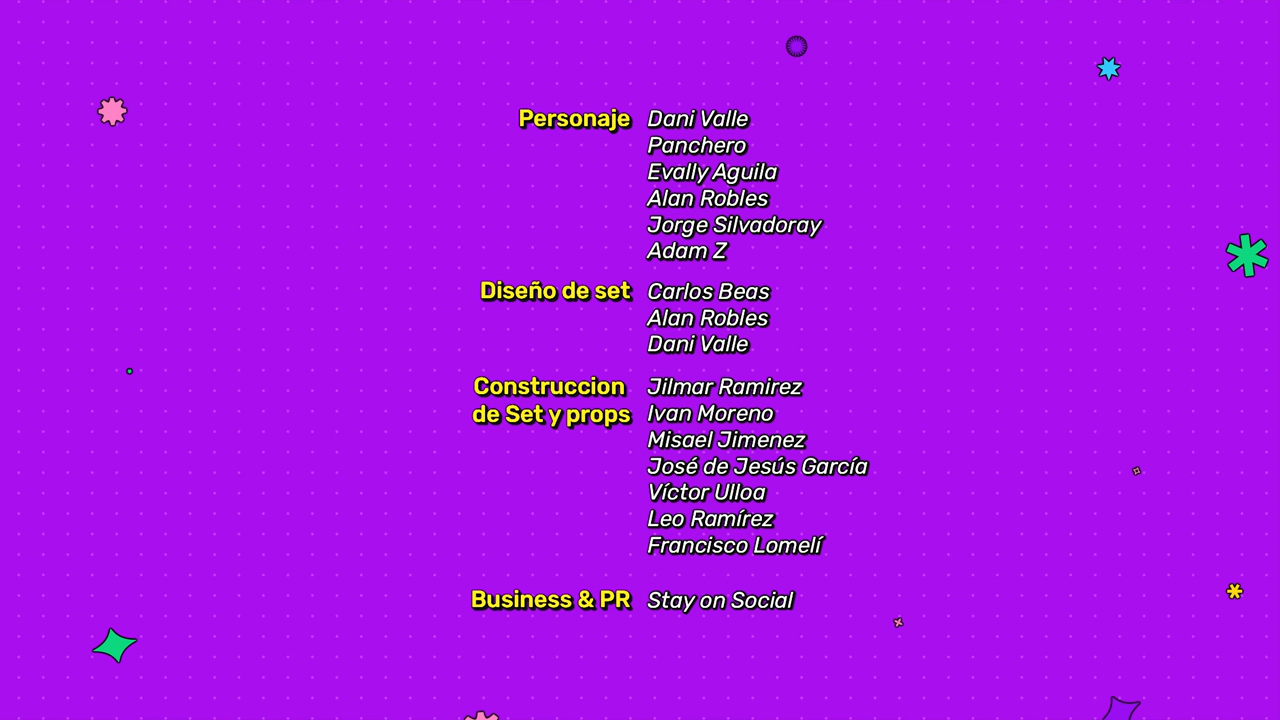 Personaje Dani Valle
Panchero
Evally Aguila
Alan Robles
Jorge Silvadoray
Adam Z
Diseño de set Carlos Beas
Alan Robles
Dani Valle
Construccion Jilmar Ramirez
de Set y props Ivan Moreno
Misael Jimenez
José de Jesús García
Víctor Ulloa
Leo Ramírez
Francisco Lomelí
Business & PR Stay on Social